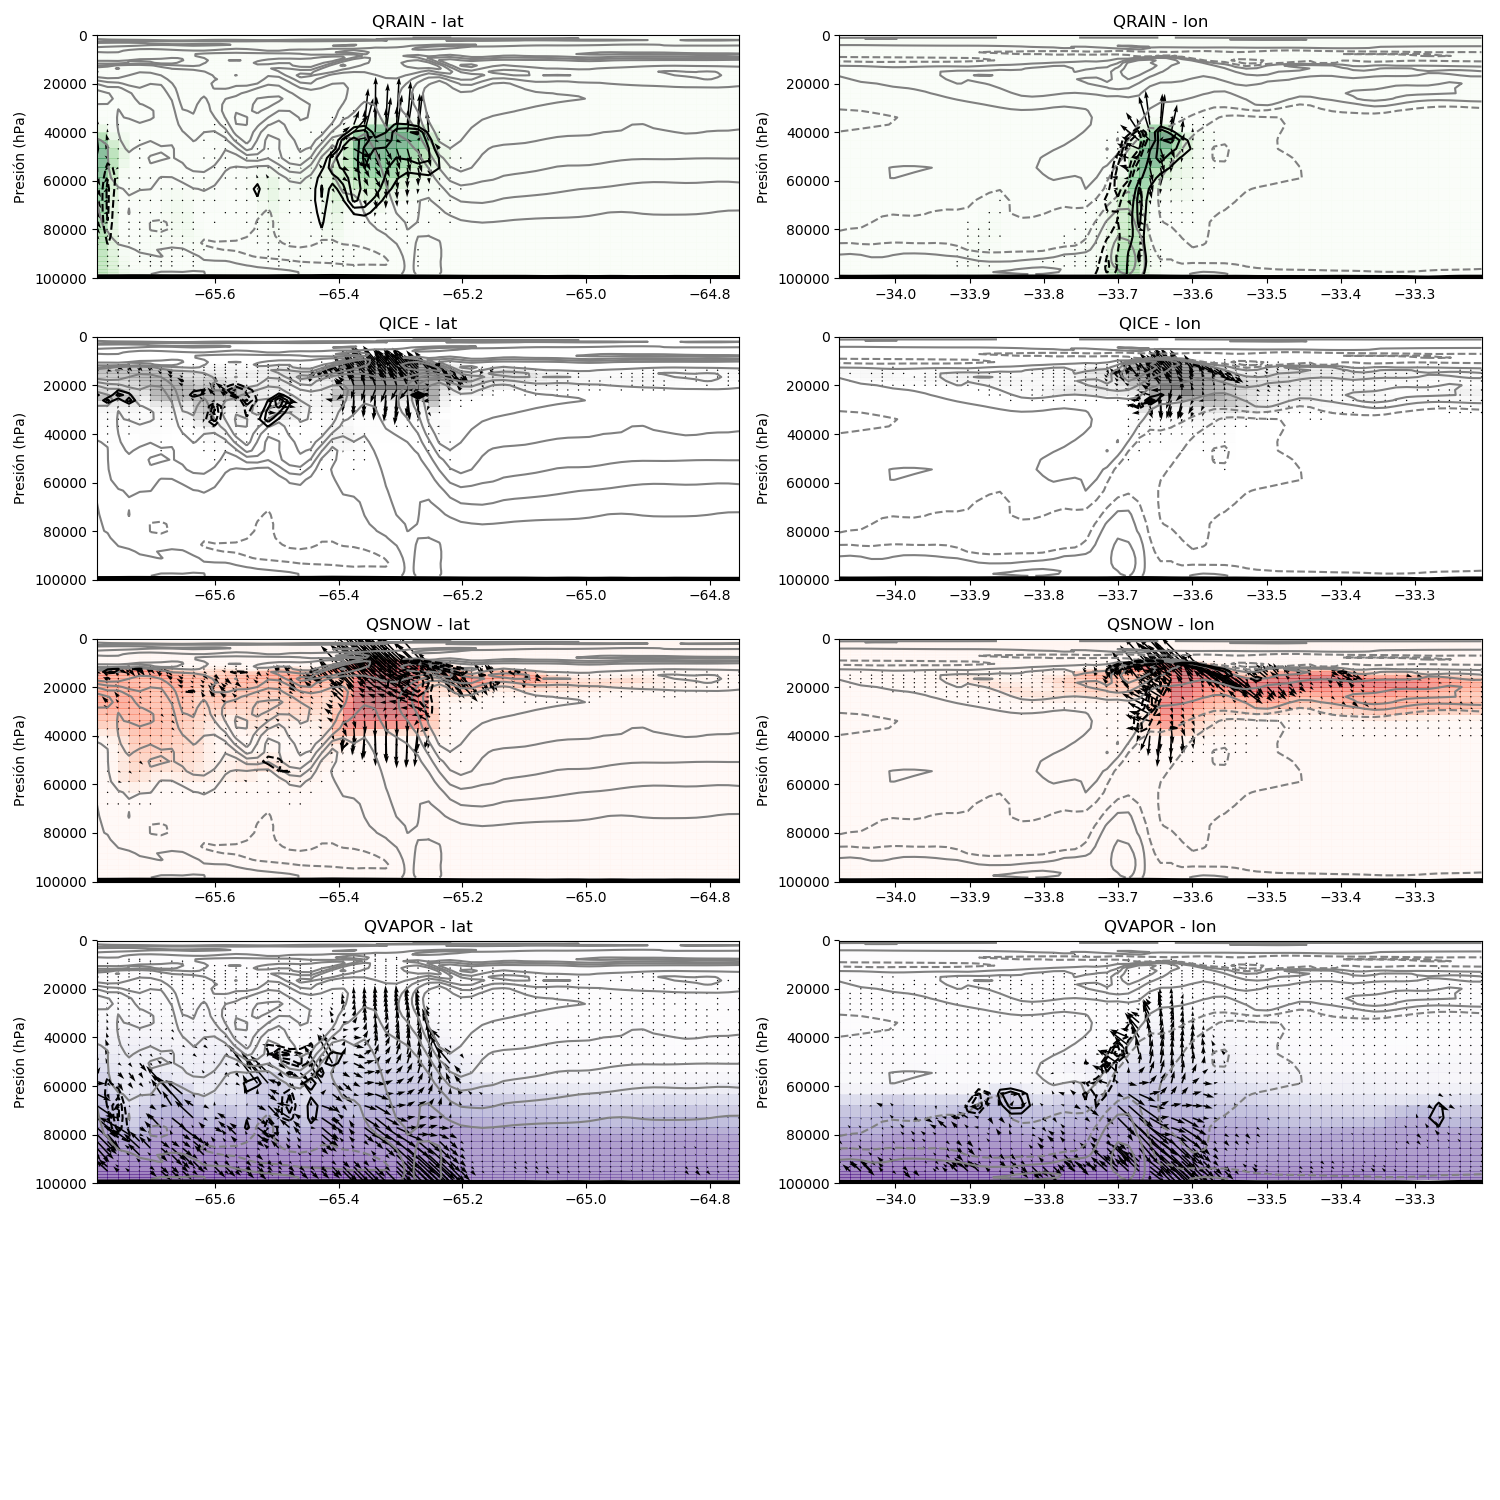 QRAIN - lat
QRAIN - lon
0
20000
40000
60000
80000
100000
Presión (hPa)
−65.6 −65.4 −65.2 −65.0 −64.8
0
20000
40000
60000
80000
100000
Presión (hPa)
−34.0 −33.9 −33.8 −33.7 −33.6 −33.5 −33.4 −33.3
QICE - lat
QICE - lon
0
20000
40000
60000
80000
100000
Presión (hPa)
−65.6 −65.4 −65.2 −65.0 −64.8
0
20000
40000
60000
80000
100000
Presión (hPa)
−34.0 −33.9 −33.8 −33.7 −33.6 −33.5 −33.4 −33.3
QSNOW - lat
QSNOW - lon
0
20000
40000
60000
80000
100000
Presión (hPa)
−65.6 −65.4 −65.2 −65.0 −64.8
0
20000
40000
60000
80000
100000
Presión (hPa)
−34.0 −33.9 −33.8 −33.7 −33.6 −33.5 −33.4 −33.3
QVAPOR - lat
QVAPOR - lon
0
20000
40000
60000
80000
100000
Presión (hPa)
−65.6 −65.4 −65.2 −65.0 −64.8
0
20000
40000
60000
80000
100000
Presión (hPa)
−34.0 −33.9 −33.8 −33.7 −33.6 −33.5 −33.4 −33.3